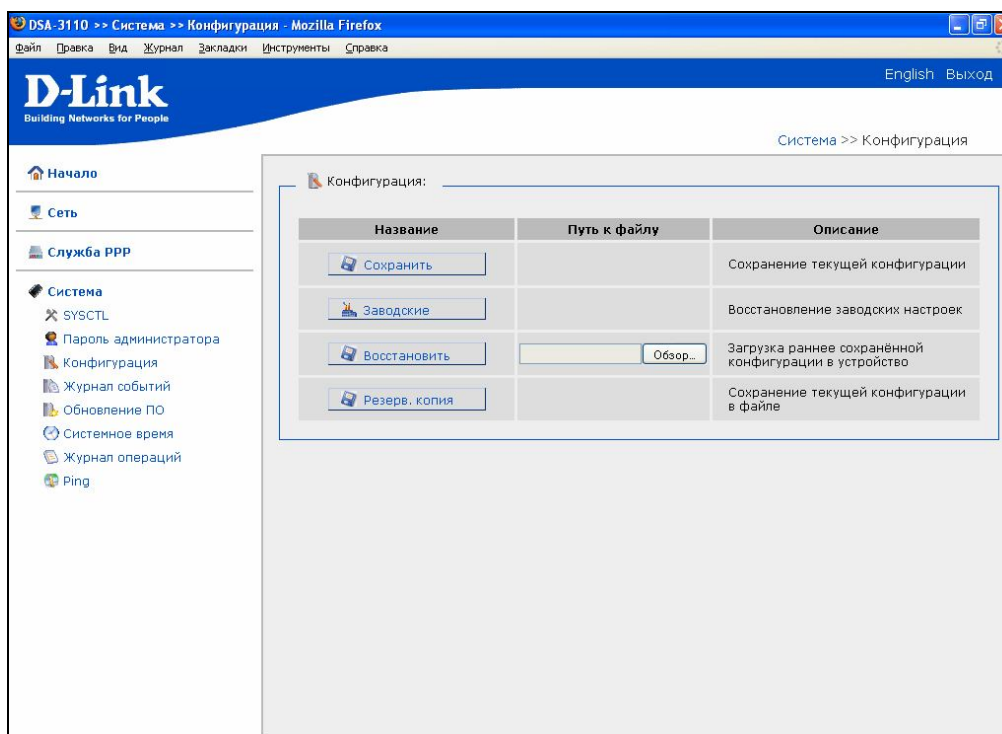 DSA-3110 >> Система >> Конфигурация - Mozilla Firefox
Файл Правка Вид Журнал Закладки Инструменты Справка
English Выход
D-Link
Building Networks for People
Система >> Конфигурация
Начало
Сеть
Служба PPP
Система
SYSCTL
Пароль администратора
Конфигурация
Журнал событий
Обновление ПО
Системное время
Журнал операций
Ping
Конфигурация:
Название Путь к файлу Описание
Сохранить Сохранение текущей конфигурации
Заводские Восстановление заводских настроек
Восстановить Обзор... Загрузка раннее сохранённой
конфигурации в устройство
Резерв. копия Сохранение текущей конфигурации
в файле